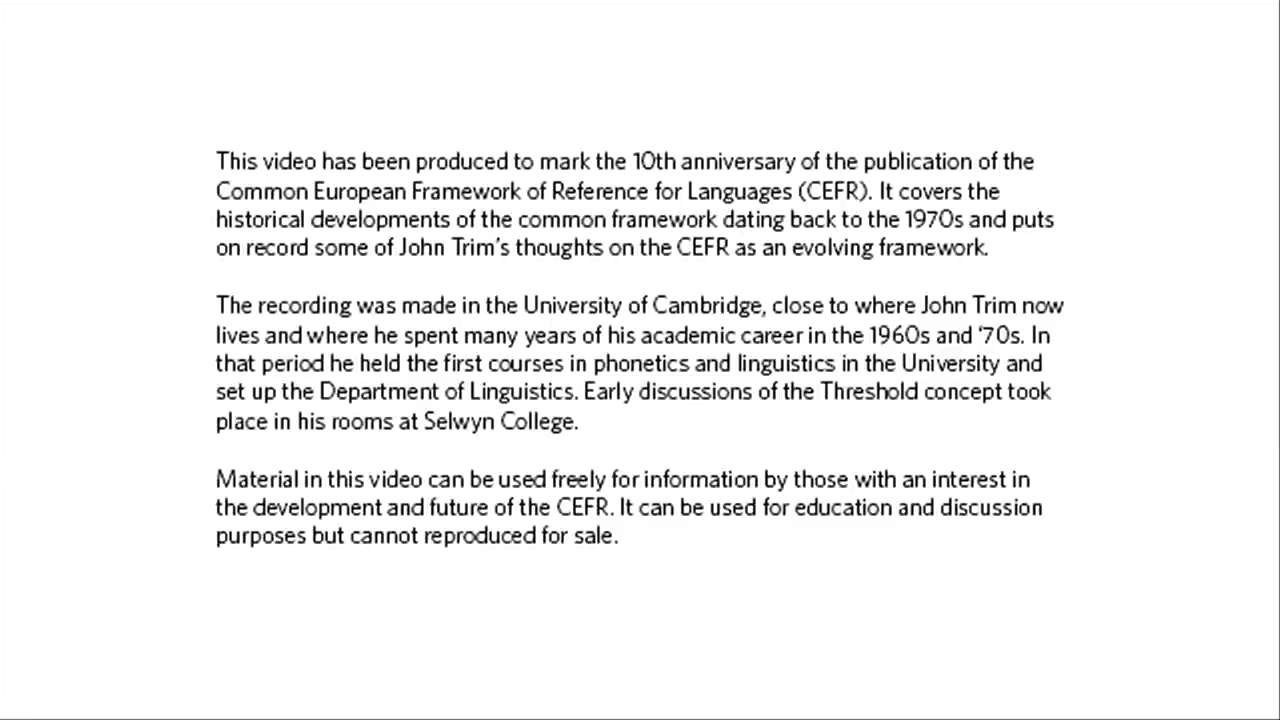 This video has been produced to mark the 10th anniversary of the publication of the
Common European Framework of Reference for Languages (CEFR). It covers the
historical developments of the common framework dating back to the 1970s and puts
on record some of John Trim's thoughts on the CEFR as an evolving framework.
The recording was made in the University of Cambridge, close to where John Trim now
lives and where he spent many years of his academic career in the 1960s and ‘70s. In
that period he held the first courses in phonetics and linguistics in the University and
set up the Department of Linguistics. Early discussions of the Threshold concept took
place in his rooms at Selwyn College.
Material in this video can be used freely for information by those with an interest in
the development and future of the CEFR. It can be used for education and discussion
purposes but cannot reproduced for sale.